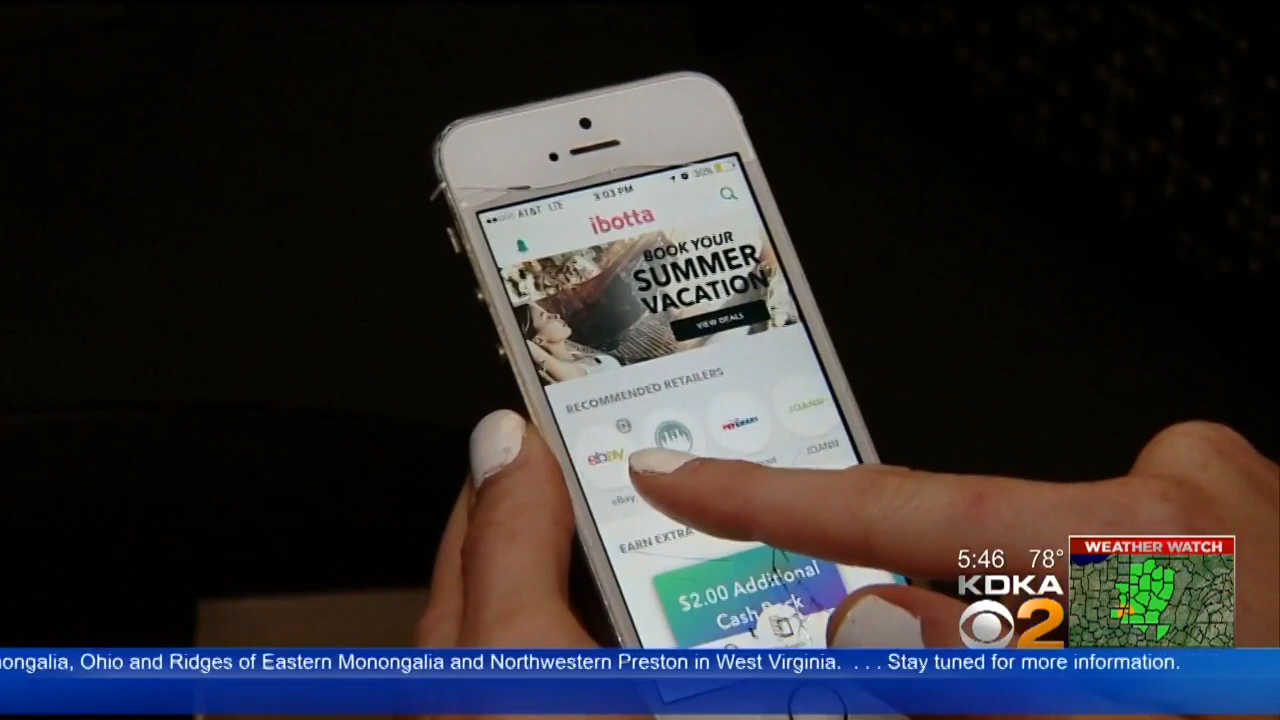 AT&T LTE 3:03 PM 30%
ibotta
BOOK YOUR
SUMMER
VACATION
VIEW DEALS
RECOMMENDED RETAILERS
ebay
JOANN
eBay
JOANN
EARN EXTRA
$2.00 Additional
Cash Back
5:46 78°
KDKA
2
WEATHER WATCH
ongalia, Ohio and Ridges of Eastern Monongalia and Northwestern Preston in West Virginia. . . . Stay tuned for more information.